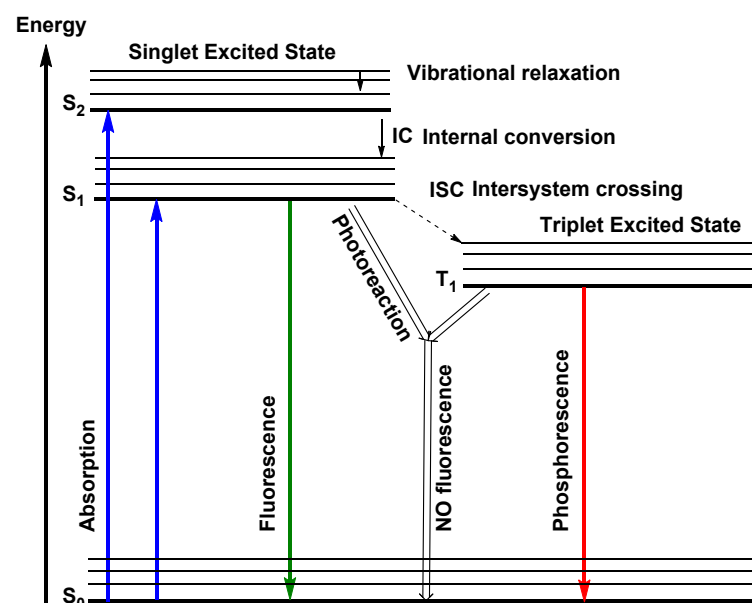 Energy
Singlet Excited State
Vibrational relaxation
S2
IC Internal conversion
S1
ISC Intersystem crossing
Triplet Excited State
T1
Photoreaction
Absorption
Fluorescence
NO fluorescence
Phosphorescence
S0